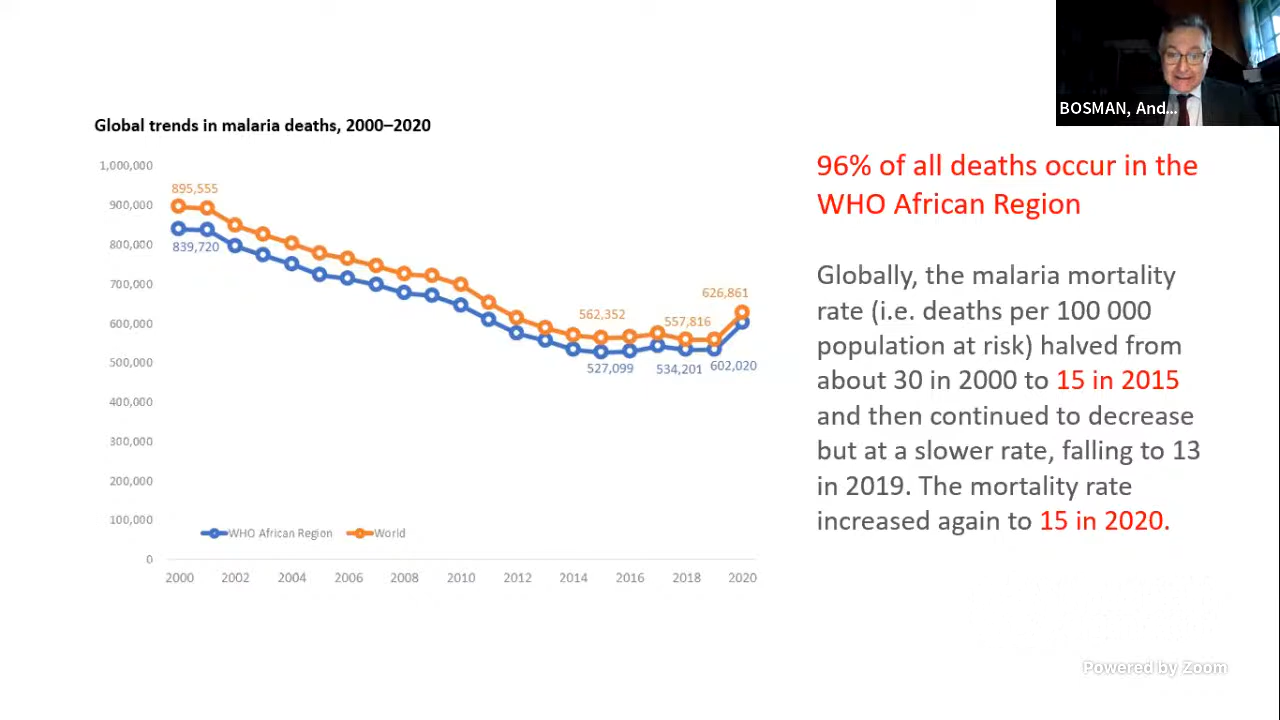 BOSMAN, And...
Global trends in malaria deaths, 2000–2020
1,000,000
900,000
800,000
700,000
600,000
500,000
400,000
300,000
200,000
100,000
0
895,555
839,720
562,352
527,099
557,816
534,201
626,861
602,020
WHO African Region
World
2000 2002 2004 2006 2008 2010 2012 2014 2016 2018 2020
96% of all deaths occur in the
WHO African Region
Globally, the malaria mortality
rate (i.e. deaths per 100 000
population at risk) halved from
about 30 in 2000 to 15 in 2015
and then continued to decrease
but at a slower rate, falling to 13
in 2019. The mortality rate
increased again to 15 in 2020.
Powered by Zoom